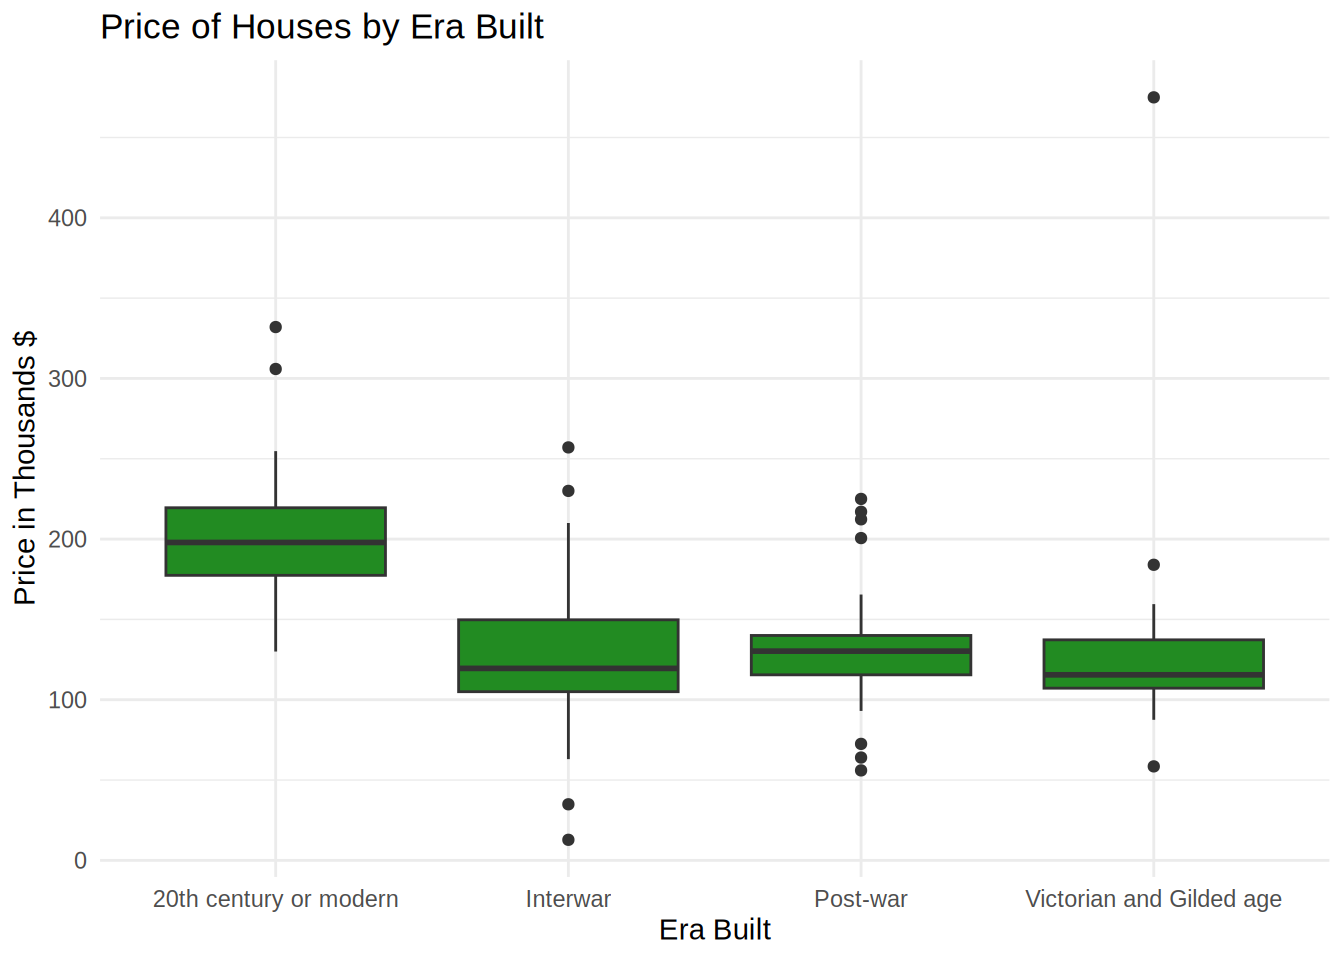 Price of Houses by Era Built
Price in Thousands $
400
300
200
100
0
20th century or modern
Interwar
Post-war
Victorian and Gilded age
Era Built